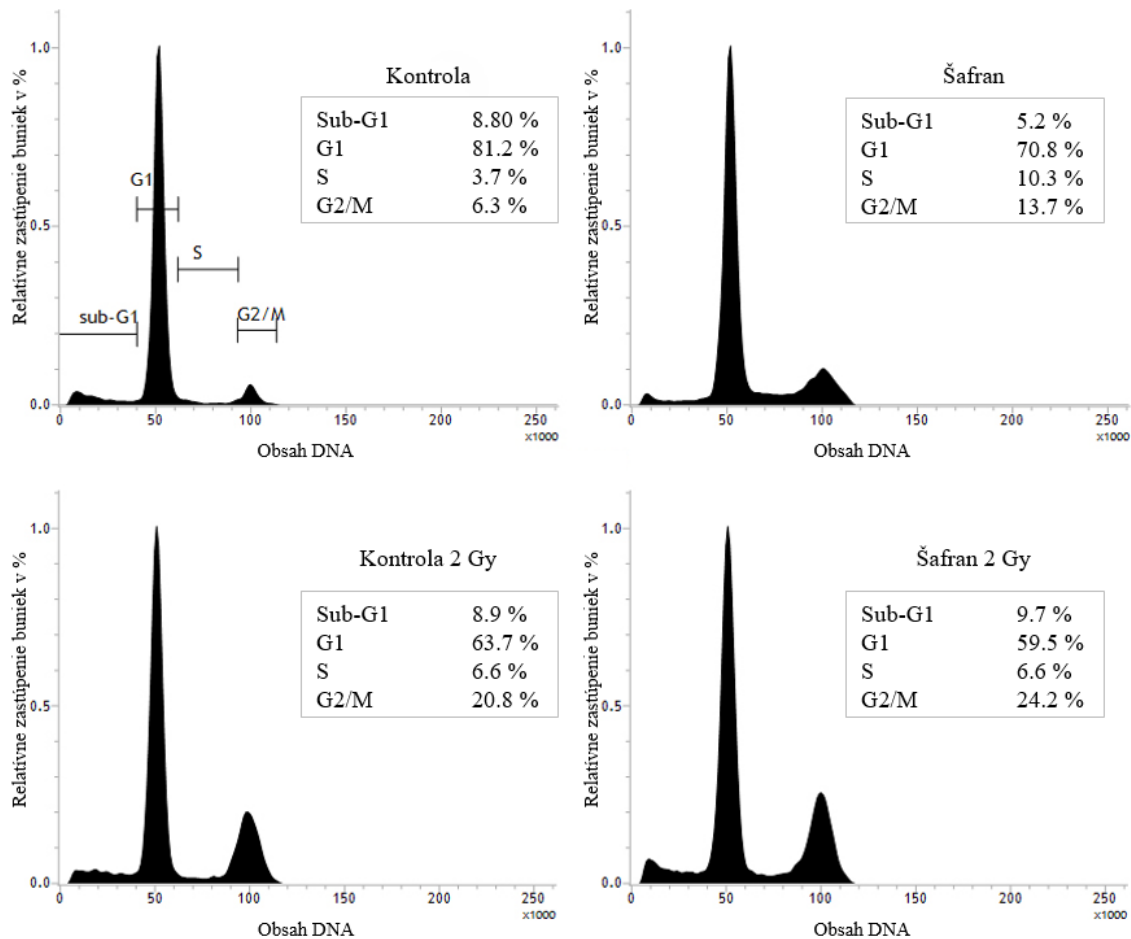 Relatívne zastúpenie buniek v %
1.0
0.5
0.0
Kontrola
Sub-G1 8.80 %
G1 81.2 %
S 3.7 %
G2/M 6.3 %
G1
S
sub-G1
G2/M
0 50 100 150 200 250
x1000
Obsah DNA
Relatívne zastúpenie buniek v %
1.0
0.5
0.0
Šafran
Sub-G1 5.2 %
G1 70.8 %
S 10.3 %
G2/M 13.7 %
0 50 100 150 200 250
x1000
Obsah DNA
Relatívne zastúpenie buniek v %
1.0
0.5
0.0
Kontrola 2 Gy
Sub-G1 8.9 %
G1 63.7 %
S 6.6 %
G2/M 20.8 %
0 50 100 150 200 250
x1000
Obsah DNA
Relatívne zastúpenie buniek v %
1.0
0.5
0.0
Šafran 2 Gy
Sub-G1 9.7 %
G1 59.5 %
S 6.6 %
G2/M 24.2 %
0 50 100 150 200 250
x1000
Obsah DNA